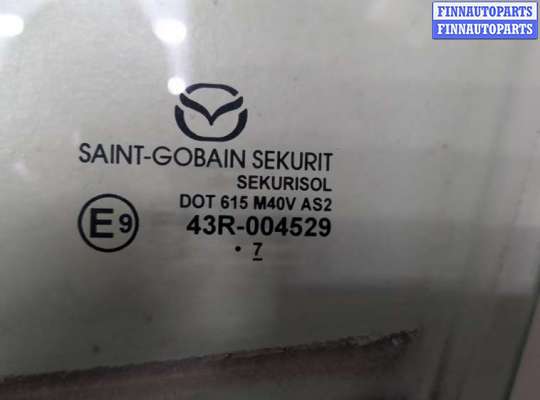 FINNAUTOPARTS
FINNAUTOPARTS
SAINT-GOBAIN SEKURIT
SEKURISOL
DOT 615 M40V AS2
E9 43R-004529
• 7